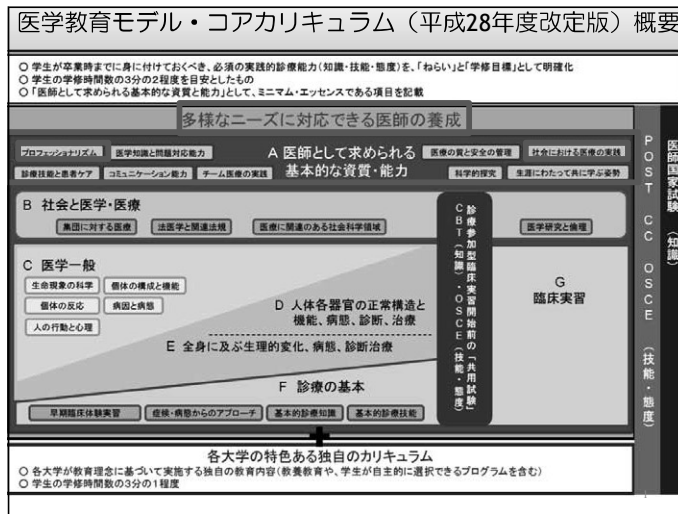 医学教育モデル・コアカリキュラム（平成28年度改定版）概要
○ 学生が卒業時までに身に付けておくべき、必須の実践的診療能力（知識・技能・態度）を、「ねらい」と「学修目標」として明確化
○ 学生の学修時間数の3分の2程度を目安としたもの
○ 「医師として求められる基本的な資質と能力」として、ミニマム・エッセンスである項目を記載
多様なニーズに対応できる医師の養成
A 医師として求められる
基本的な資質・能力
プロフェッショナリズム
医学知識と問題対応能力
医療の質と安全の管理
社会における医療の実践
診療技能と患者ケア
コミュニケーション能力
チーム医療の実践
科学的探究
生涯にわたって共に学ぶ姿勢
B 社会と医学・医療
集団に対する医療
法医学と関連法規
医療に関連のある社会科学領域
医学研究と倫理
C 医学一般
生命現象の科学
個体の構成と機能
個体の反応
病因と病態
人の行動と心理
D 人体各器官の正常構造と
機能、病態、診断、治療
E 全身に及ぶ生理的変化、病態、診断治療
F 診療の基本
早期臨床体験実習
症候・病態からのアプローチ
基本的診療知識
基本的診療技能
診療参加型臨床実習開始前の「共用試験」
CBT（知識）・OSCE（技能・態度）
G
臨床実習
POST CC OSCE （技能・態度）
医師国家試験 （知識）
各大学の特色ある独自のカリキュラム
○ 各大学が教育理念に基づいて実施する独自の教育内容（教養教育や、学生が自主的に選択できるプログラムを含む）
○ 学生の学修時間数の3分の1程度